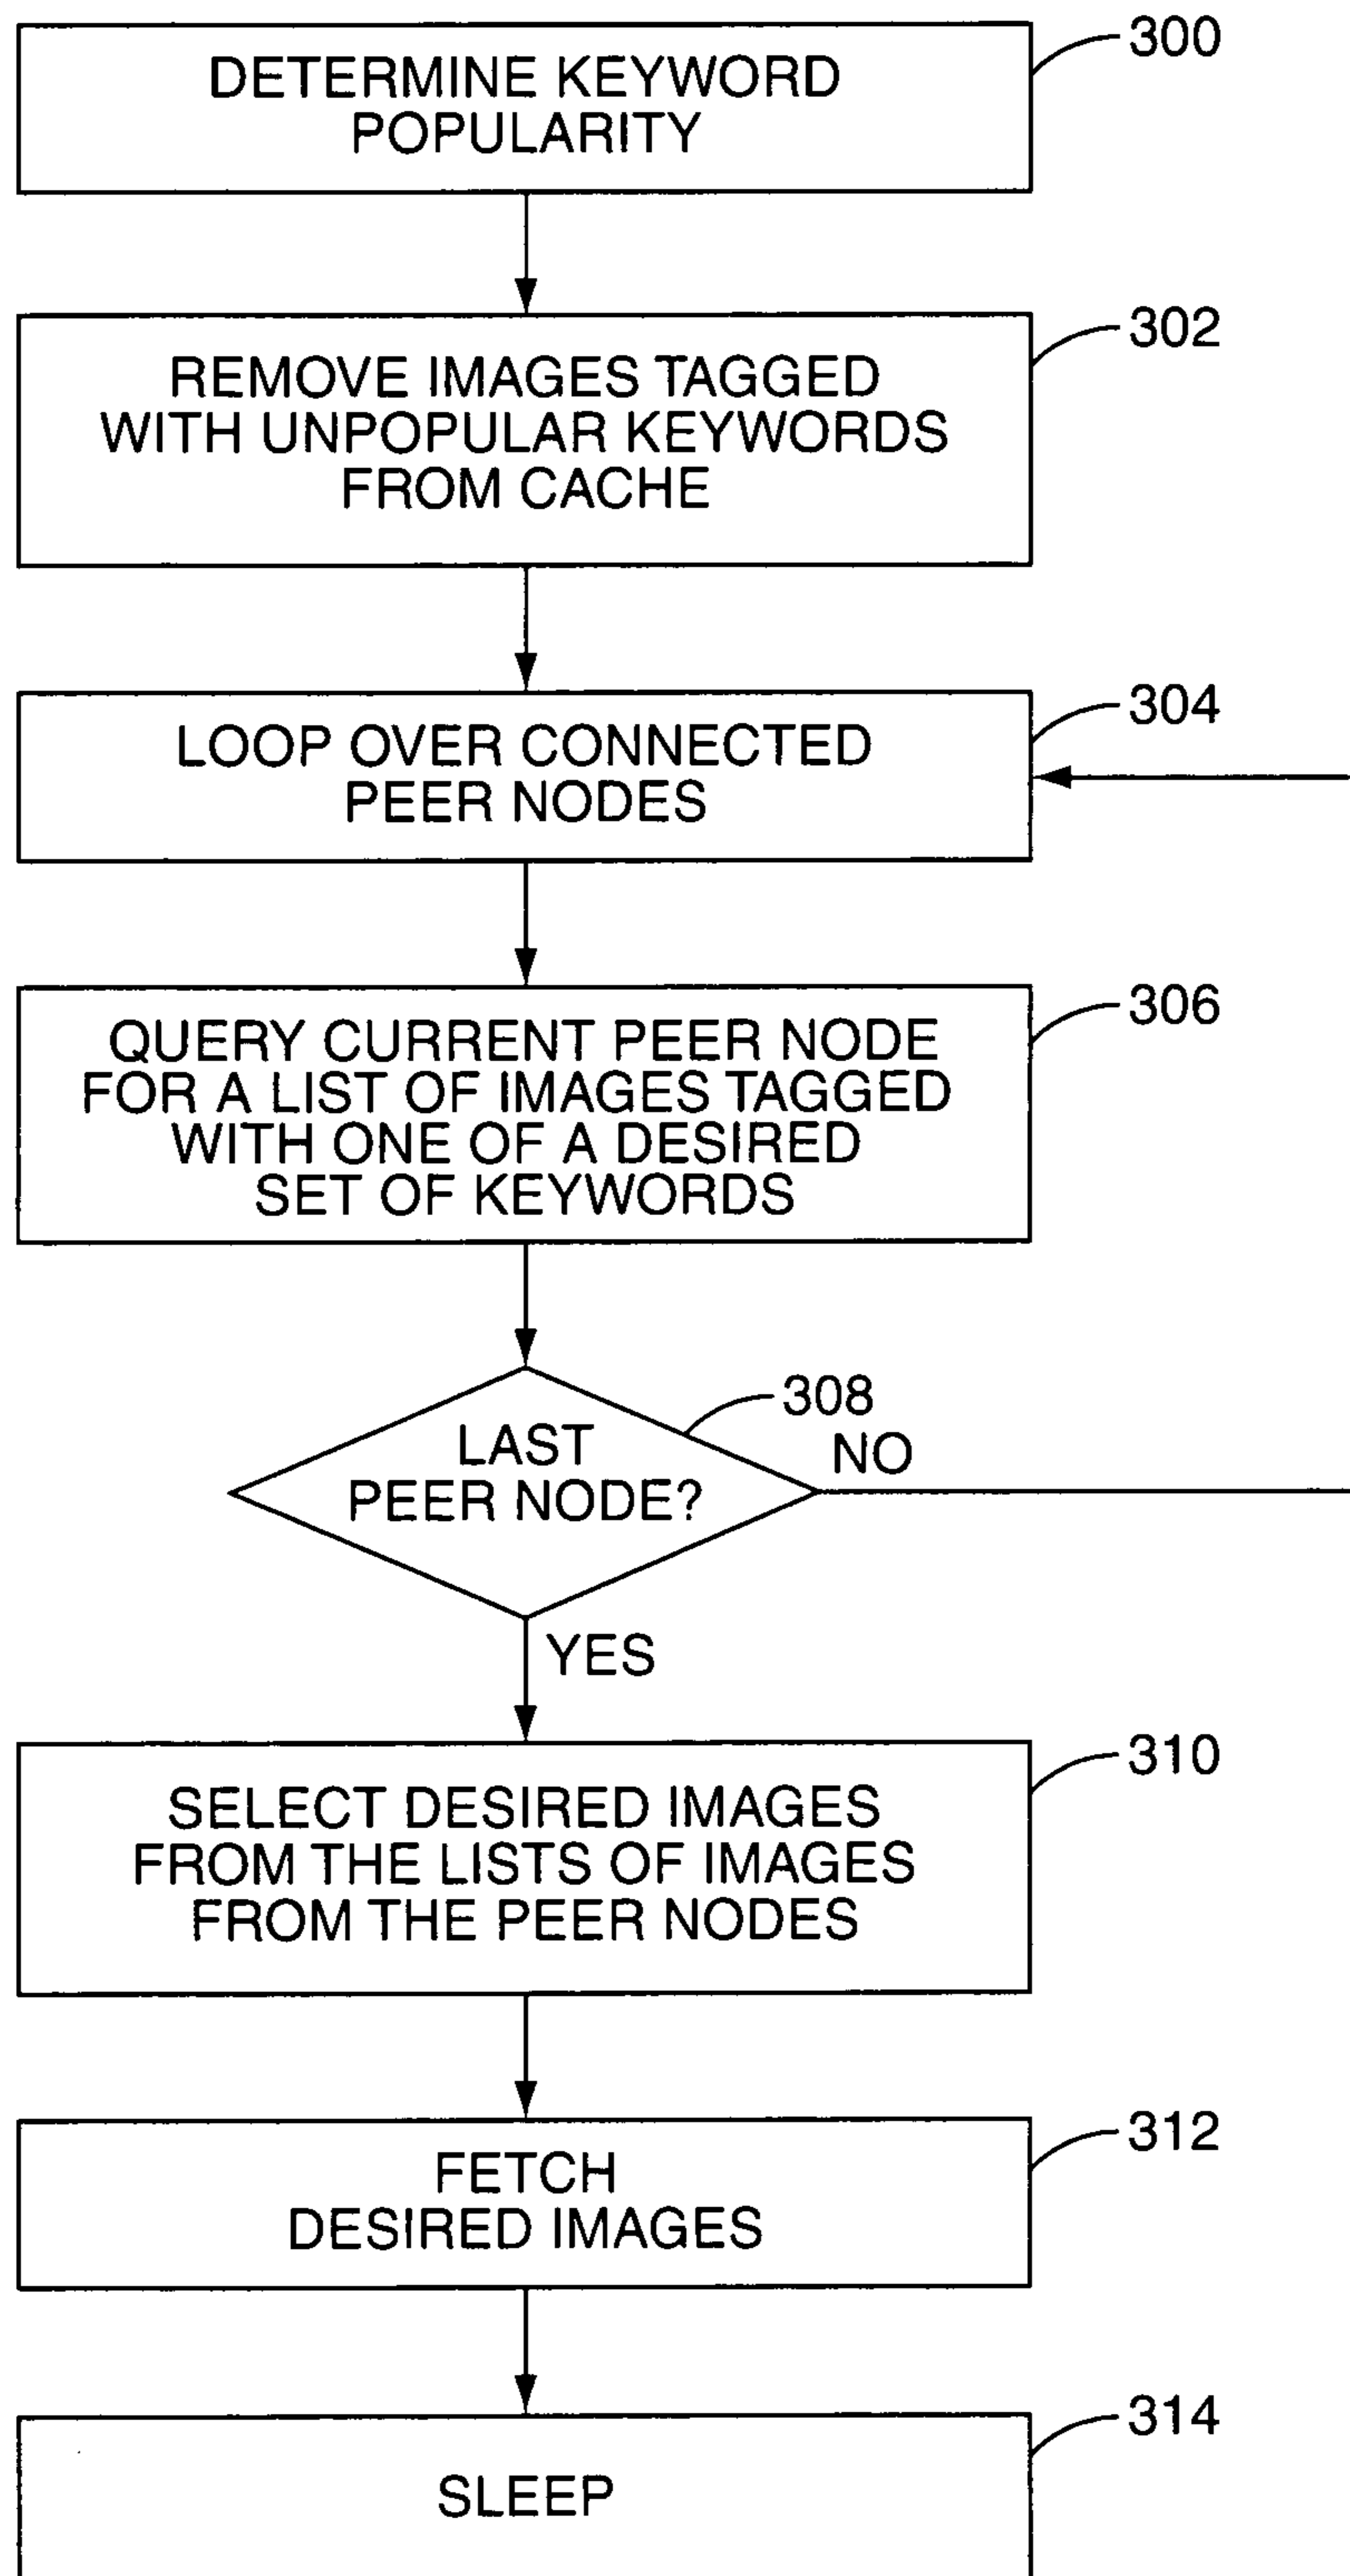 300
DETERMINE KEYWORD
POPULARITY
302
REMOVE IMAGES TAGGED
WITH UNPOPULAR KEYWORDS
FROM CACHE
304
LOOP OVER CONNECTED
PEER NODES
306
QUERY CURRENT PEER NODE
FOR A LIST OF IMAGES TAGGED
WITH ONE OF A DESIRED
SET OF KEYWORDS
308
LAST
PEER NODE?
NO
YES
310
SELECT DESIRED IMAGES
FROM THE LISTS OF IMAGES
FROM THE PEER NODES
312
FETCH
DESIRED IMAGES
314
SLEEP